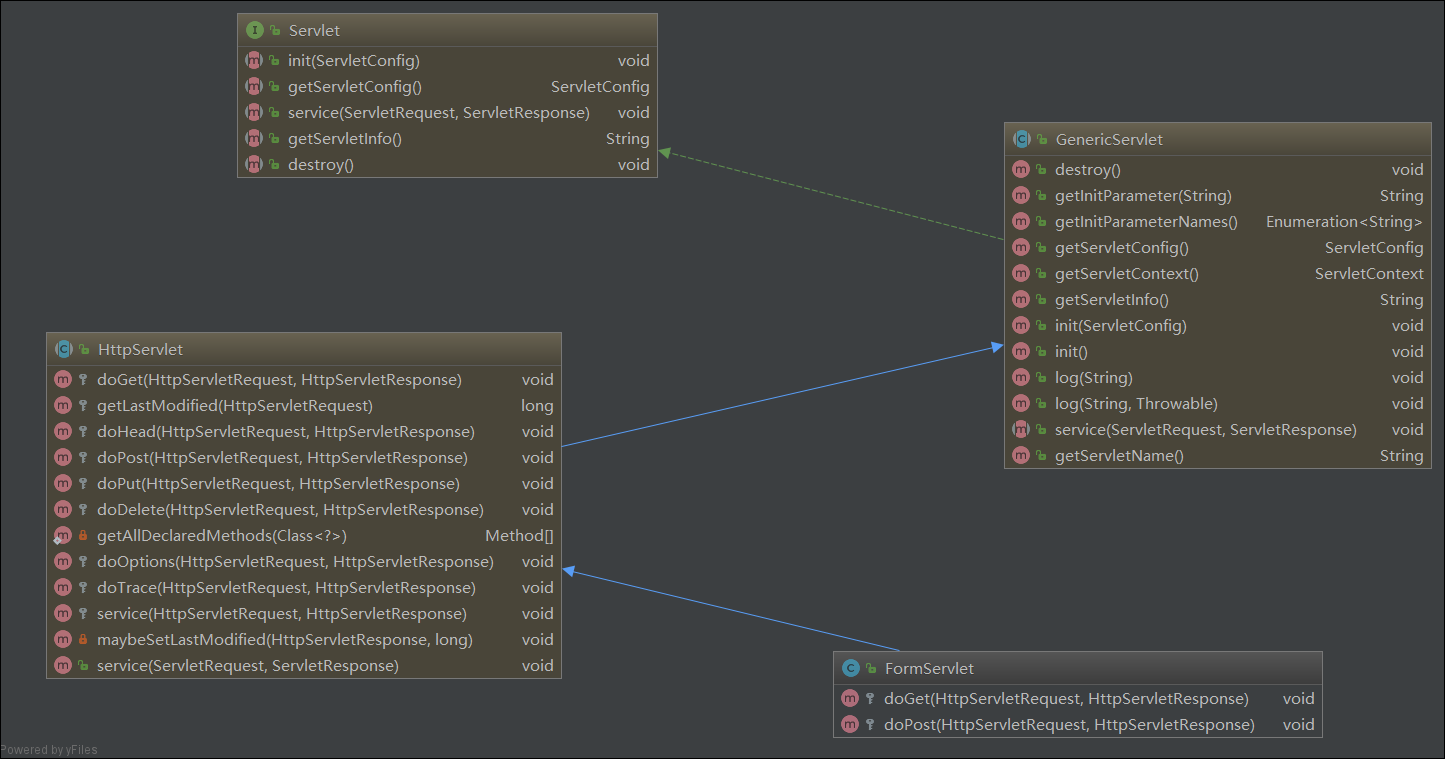 Servlet
init(ServletConfig) void
getServletConfig() ServletConfig
service(ServletRequest, ServletResponse) void
getServletInfo() String
destroy() void
GenericServlet
destroy() void
getInitParameter(String) String
getInitParameterNames() Enumeration<String>
getServletConfig() ServletConfig
getServletContext() ServletContext
getServletInfo() String
init(ServletConfig) void
init() void
log(String) void
log(String, Throwable) void
service(ServletRequest, ServletResponse) void
getServletName() String
HttpServlet
doGet(HttpServletRequest, HttpServletResponse) void
getLastModified(HttpServletRequest) long
doHead(HttpServletRequest, HttpServletResponse) void
doPost(HttpServletRequest, HttpServletResponse) void
doPut(HttpServletRequest, HttpServletResponse) void
doDelete(HttpServletRequest, HttpServletResponse) void
getAllDeclaredMethods(Class<?>) Method[]
doOptions(HttpServletRequest, HttpServletResponse) void
doTrace(HttpServletRequest, HttpServletResponse) void
service(HttpServletRequest, HttpServletResponse) void
maybeSetLastModified(HttpServletResponse, long) void
service(ServletRequest, ServletResponse) void
FormServlet
doGet(HttpServletRequest, HttpServletResponse) void
doPost(HttpServletRequest, HttpServletResponse) void
Powered by yFiles